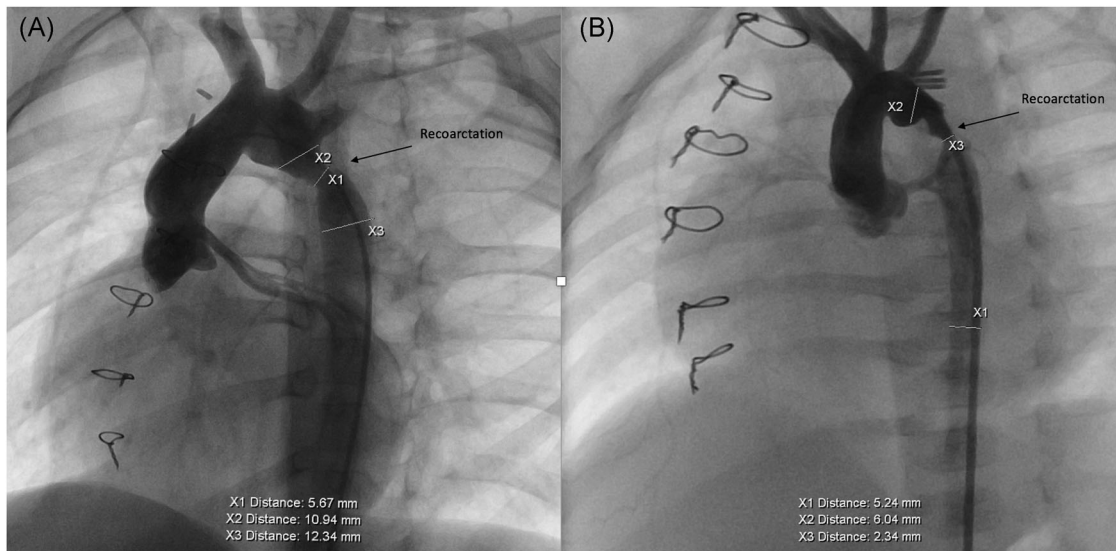 (A)
Recoarctation
X2
X1
X3
X1 Distance: 5.67 mm
X2 Distance: 10.94 mm
X3 Distance: 12.34 mm
(B)
X2
Recoarctation
X3
X1
X1 Distance: 5.24 mm
X2 Distance: 6.04 mm
X3 Distance: 2.34 mm